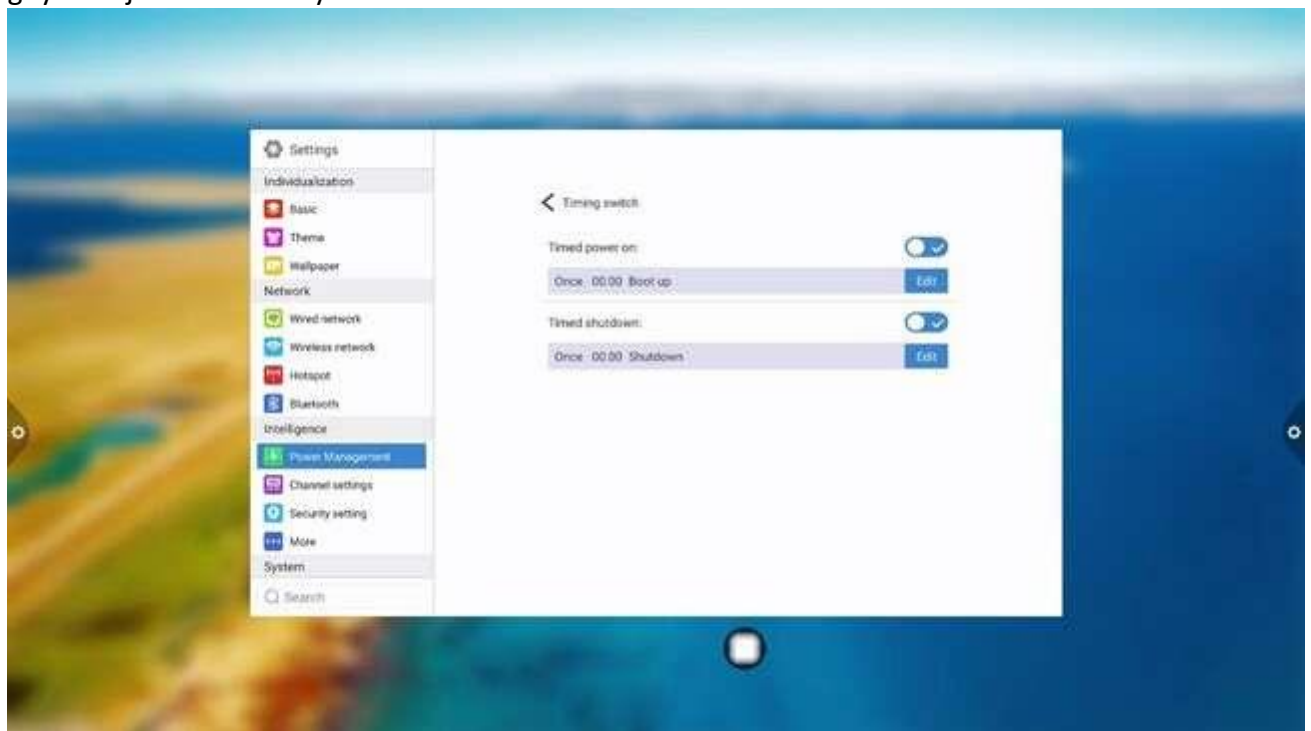 Settings
Individualization
Basic
Theme
Wallpaper
Network
Wired network
Wireless network
Hotspot
Bluetooth
Intelligence
Power Management
Channel settings
Security setting
More
System
Search
Timing switch
Timed power on:
Once 00:00 Boot up
Edit
Timed shutdown:
Once 00:00 Shutdown
Edit